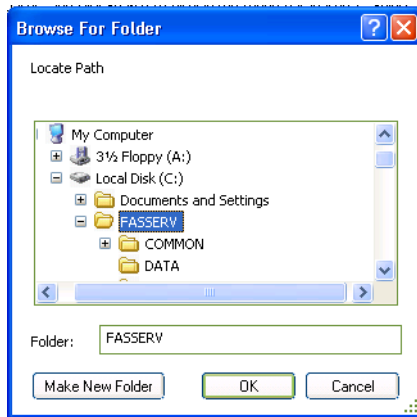 Browse For Folder
Locate Path
My Computer
3½ Floppy (A:)
Local Disk (C:)
Documents and Settings
FASSERV
COMMON
DATA
Folder: FASSERV
Make New Folder OK Cancel